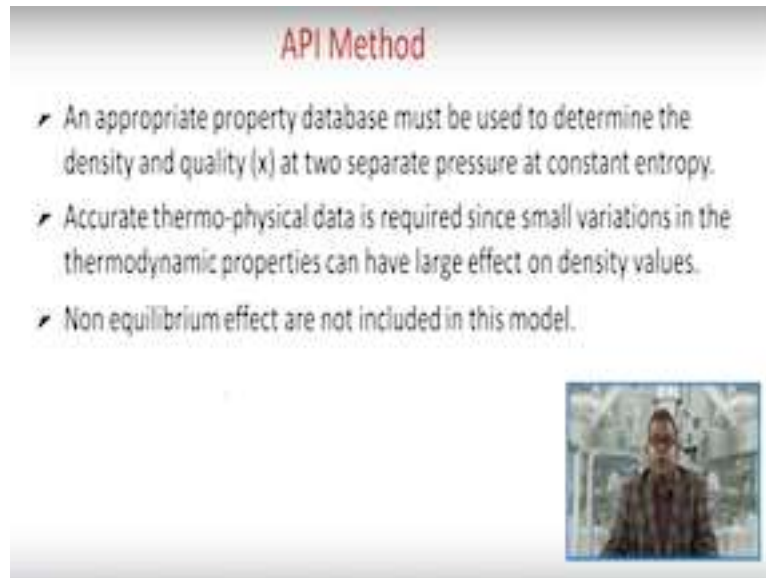 API Method
An appropriate property database must be used to determine the
density and quality (x) at two separate pressure at constant entropy.
Accurate thermo-physical data is required since small variations in the
thermodynamic properties can have large effect on density values.
Non equilibrium effect are not included in this model.